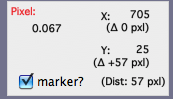 Pixel:
0.067
X: 705
(Δ 0 pxl)
Y: 25
(Δ +57 pxl)
marker? (Dist: 57 pxl)